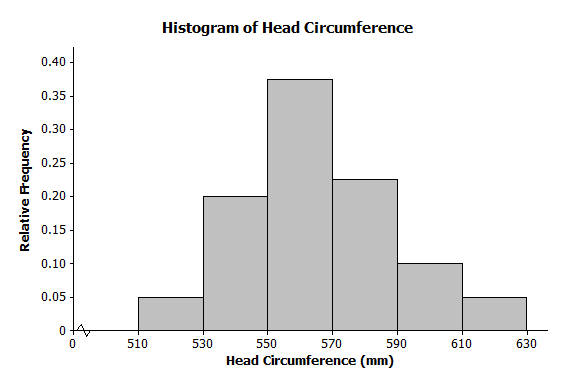 Histogram of Head Circumference
Relative Frequency
0.40
0.35
0.30
0.25
0.20
0.15
0.10
0.05
0
0 510 530 550 570 590 610 630
Head Circumference (mm)